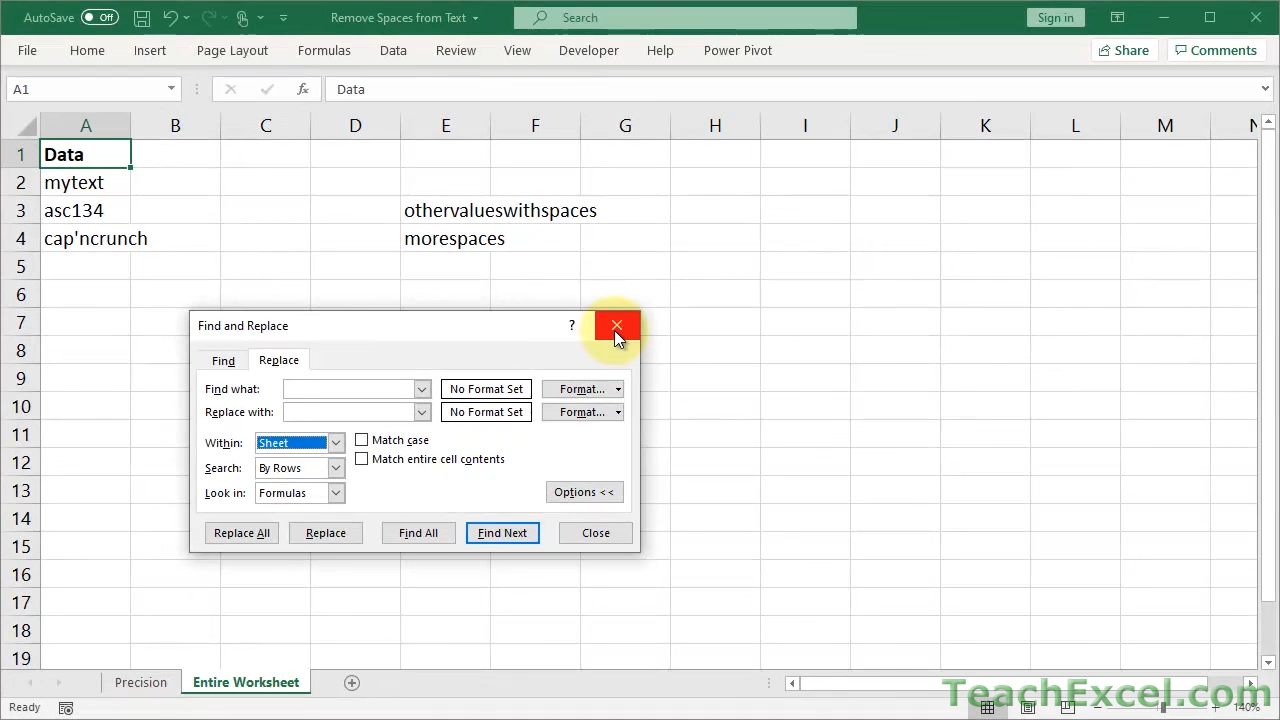 AutoSave Off Remove Spaces from Text Search Sign in
File Home Insert Page Layout Formulas Data Review View Developer Help Power Pivot Share Comments
A1 fx Data
A B C D E F G H I J K L M N
1 Data
2 mytext
3 asc134 othervalueswithspaces
4 cap'ncrunch morespaces
5
6
7
8
9
10
11
12
13
14
15
16
17
18
19
Find and Replace ?
Find Replace
Find what: No Format Set Format...
Replace with: No Format Set Format...
Within: Sheet Match case
Match entire cell contents
Search: By Rows
Look in: Formulas Options <<
Replace All Replace Find All Find Next Close
Precision Entire Worksheet
TeachExcel.com
Ready 140%